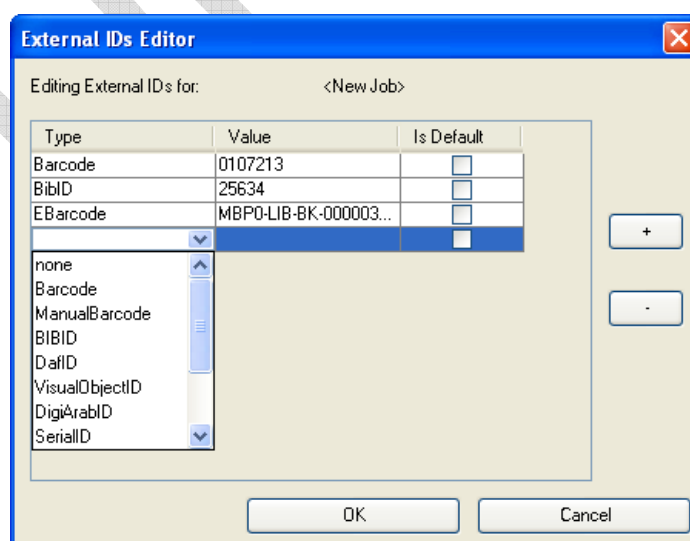 External IDs Editor
Editing External IDs for: <New Job>
Type Value Is Default
Barcode 0107213
BibID 25634
EBarcode MBP0-LIB-BK-000003...
+
none
Barcode
ManualBarcode
-
BIBID
DafID
VisualObjectID
DigiArabID
SerialID
OK Cancel